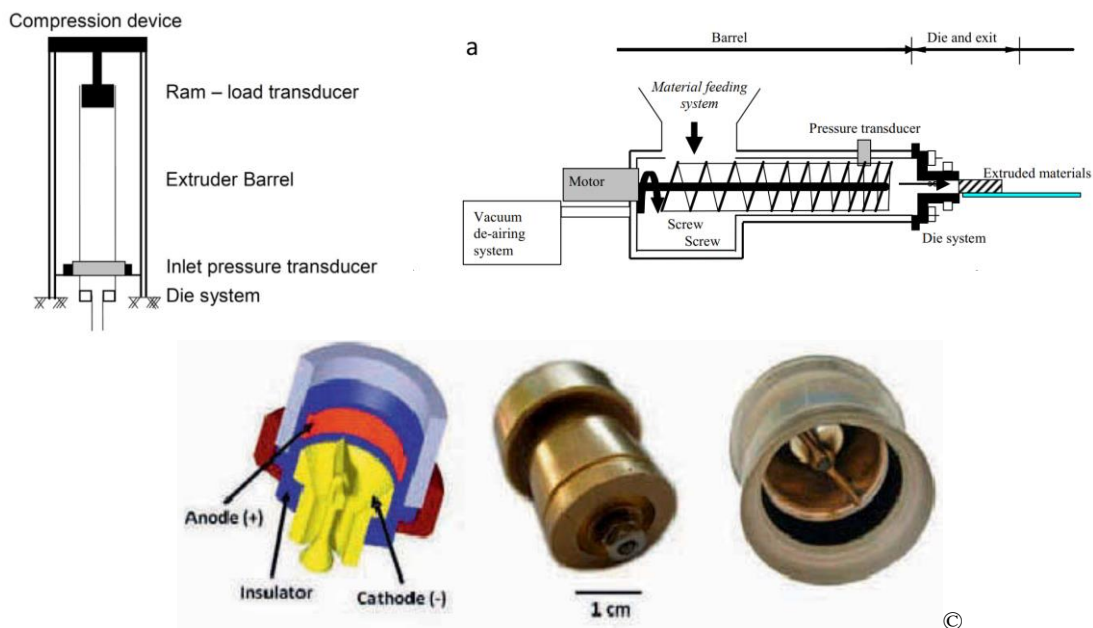 Compression device
Ram – load transducer
Extruder Barrel
Inlet pressure transducer
Die system
a
Barrel
Die and exit
Material feeding
system
Pressure transducer
Motor
Extruded materials
Vacuum
de-airing
system
Screw
Screw
Die system
Anode (+)
Insulator
Cathode (-)
1 cm
©